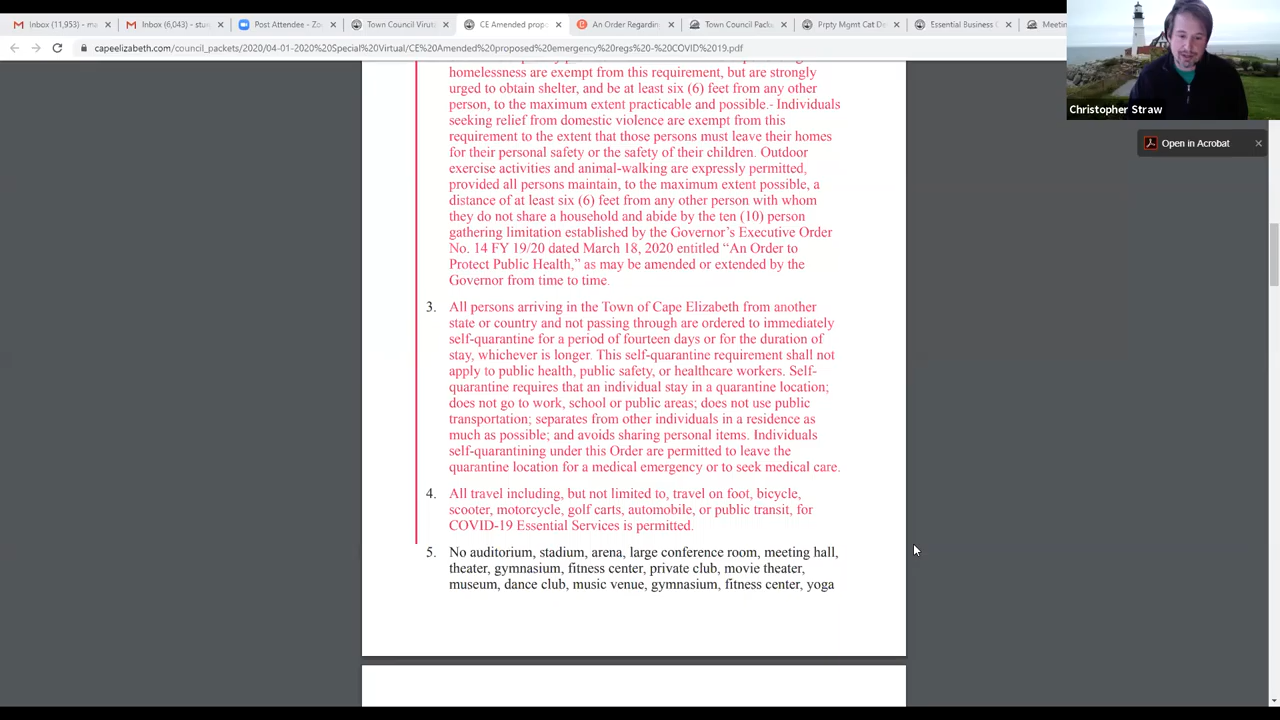 Inbox (11,953) - m
Inbox (6,043) - stu
Post Attendee - Zo
Town Council Virtu
CE Amended prop
An Order Regardin
Town Council Pack
Prpty Mgmt Cat De
Essential Business
Meetin
capeelizabeth.com/council_packets/2020/04-01-2020%20Special%20Virtual/CE%20Amended%20proposed%20emergency%20regs%20-%20COVID%2019.pdf
Christopher Straw
Open in Acrobat
homelessness are exempt from this requirement, but are strongly
urged to obtain shelter, and be at least six (6) feet from any other
person, to the maximum extent practicable and possible.- Individuals
seeking relief from domestic violence are exempt from this
requirement to the extent that those persons must leave their homes
for their personal safety or the safety of their children. Outdoor
exercise activities and animal-walking are expressly permitted,
provided all persons maintain, to the maximum extent possible, a
distance of at least six (6) feet from any other person with whom
they do not share a household and abide by the ten (10) person
gathering limitation established by the Governor's Executive Order
No. 14 FY 19/20 dated March 18, 2020 entitled “An Order to
Protect Public Health,” as may be amended or extended by the
Governor from time to time.
3. All persons arriving in the Town of Cape Elizabeth from another
state or country and not passing through are ordered to immediately
self-quarantine for a period of fourteen days or for the duration of
stay, whichever is longer. This self-quarantine requirement shall not
apply to public health, public safety, or healthcare workers. Self-
quarantine requires that an individual stay in a quarantine location;
does not go to work, school or public areas; does not use public
transportation; separates from other individuals in a residence as
much as possible; and avoids sharing personal items. Individuals
self-quarantining under this Order are permitted to leave the
quarantine location for a medical emergency or to seek medical care.
4. All travel including, but not limited to, travel on foot, bicycle,
scooter, motorcycle, golf carts, automobile, or public transit, for
COVID-19 Essential Services is permitted.
5. No auditorium, stadium, arena, large conference room, meeting hall,
theater, gymnasium, fitness center, private club, movie theater,
museum, dance club, music venue, gymnasium, fitness center, yoga